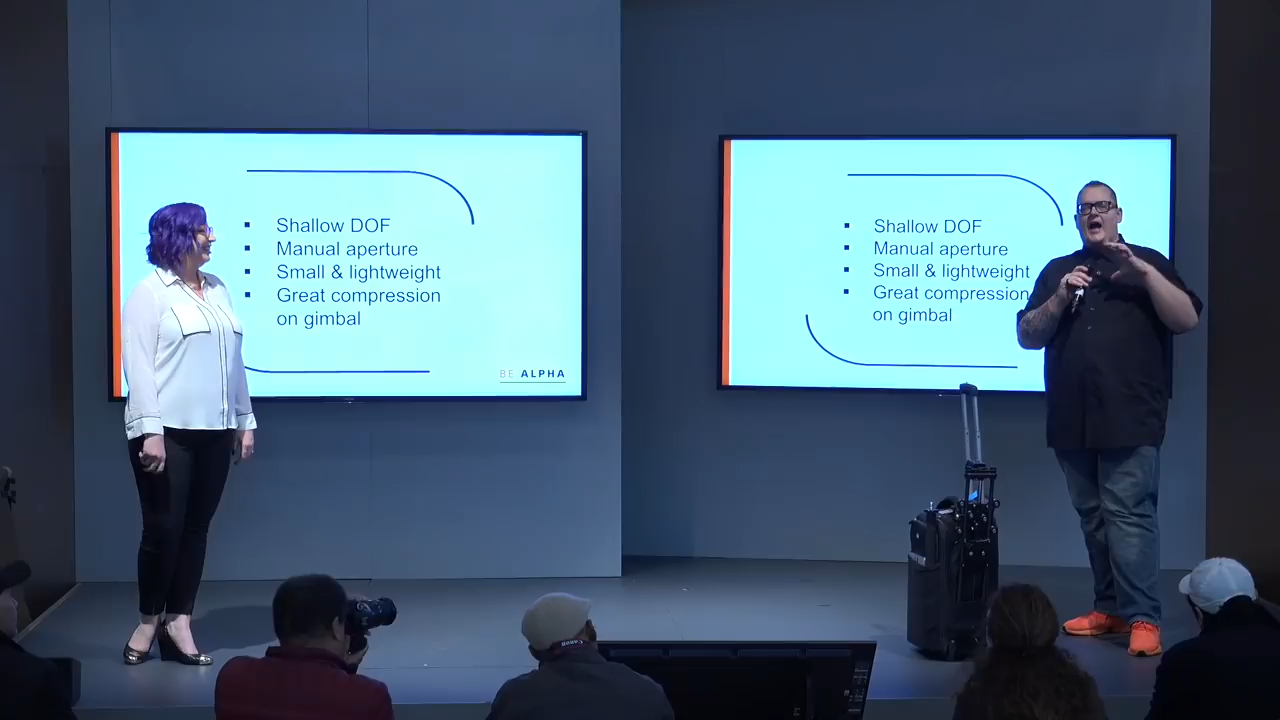 Shallow DOF
Manual aperture
Small & lightweight
Great compression
on gimbal
BE ALPHA
Shallow DOF
Manual aperture
Small & lightweight
Great compression
on gimbal